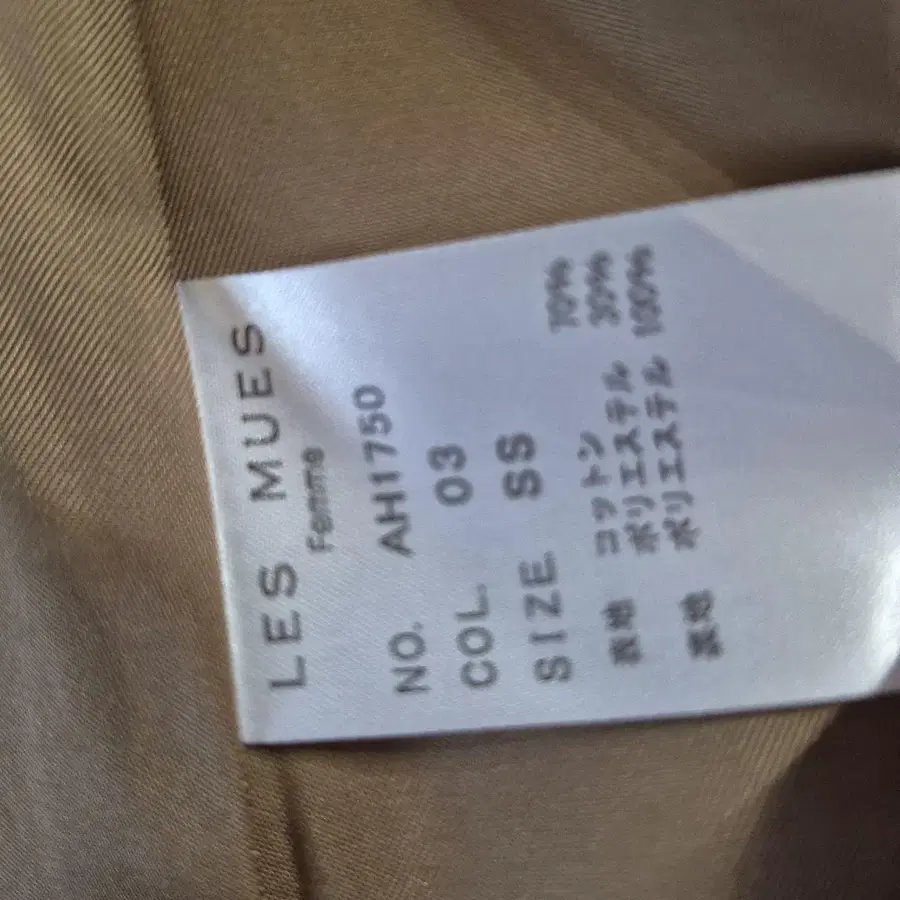 LES MUES
Femme
NO. AH1750
COL. 03
SIZE SS
表地 コットン 70%
ポリエステル 30%
裏地 ポリエステル 100%